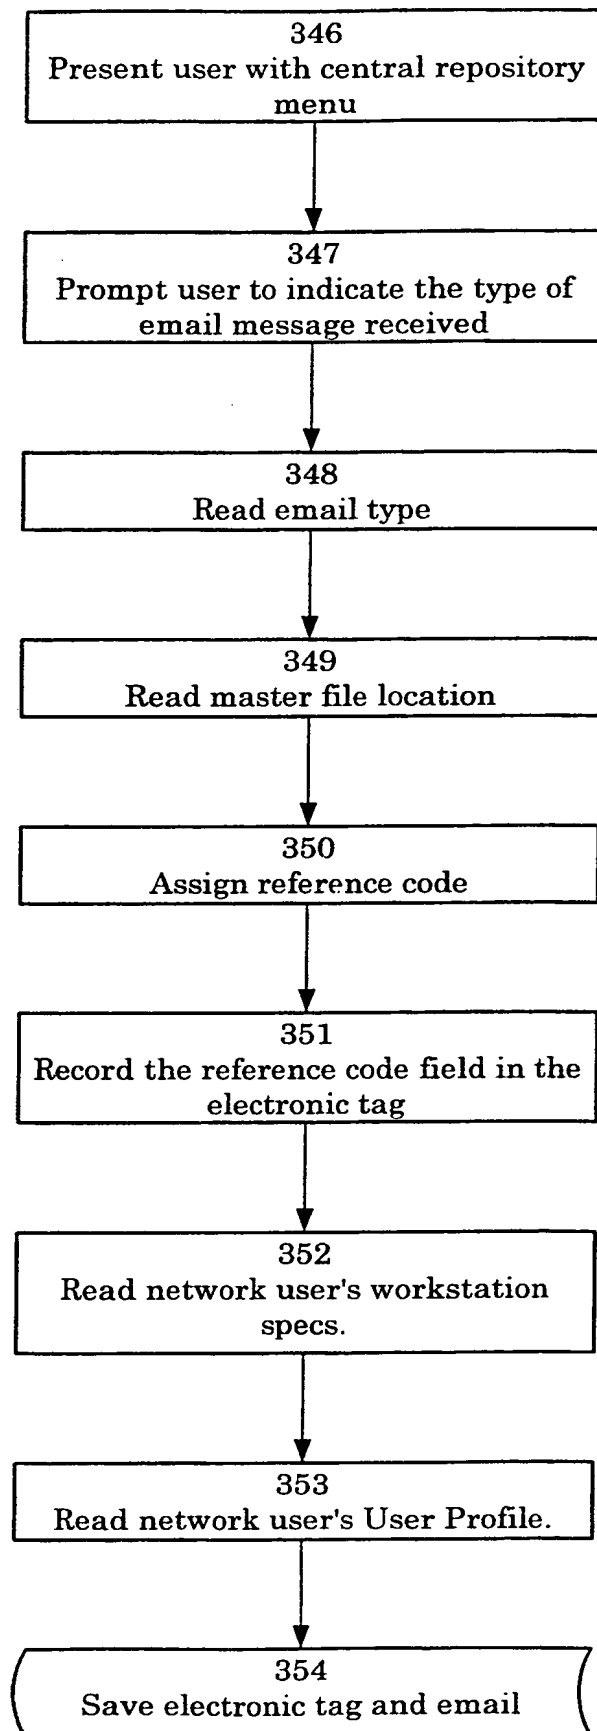 346
Present user with central repository
menu
347
Prompt user to indicate the type of
email message received
348
Read email type
349
Read master file location
350
Assign reference code
351
Record the reference code field in the
electronic tag
352
Read network user's workstation
specs.
353
Read network user's User Profile.
354
Save electronic tag and email